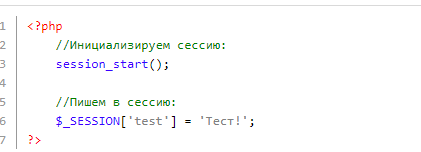 1 <?php
2 //Инициализируем сессию:
3 session_start();
4
5 //Пишем в сессию:
6 $_SESSION['test'] = 'Тест!';
7 ?>